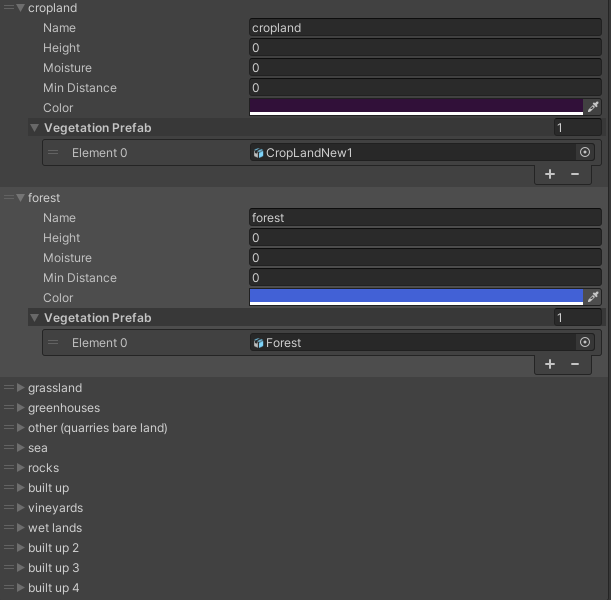 cropland
Name cropland
Height 0
Moisture 0
Min Distance 0
Color
Vegetation Prefab 1
Element 0 CropLandNew1
+ −
forest
Name forest
Height 0
Moisture 0
Min Distance 0
Color
Vegetation Prefab 1
Element 0 Forest
+ −
grassland
greenhouses
other (quarries bare land)
sea
rocks
built up
vineyards
wet lands
built up 2
built up 3
built up 4